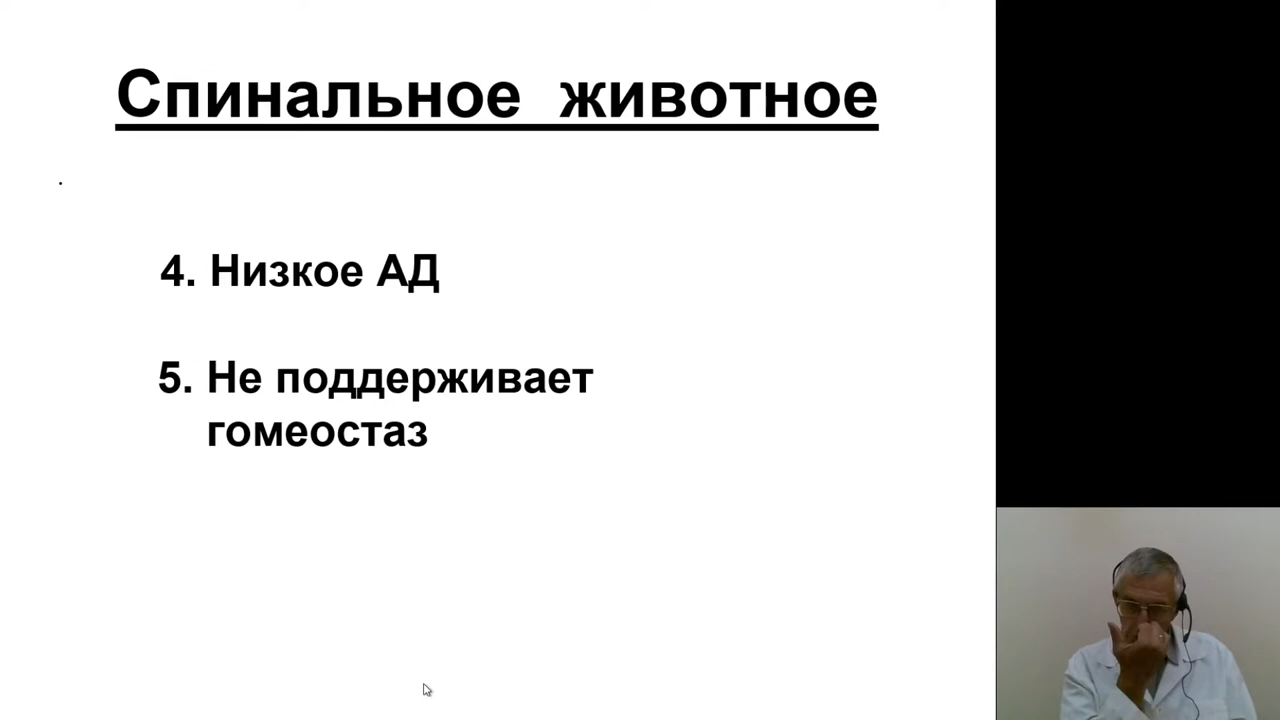 Спинальное животное
.
4. Низкое АД
5. Не поддерживает
гомеостаз